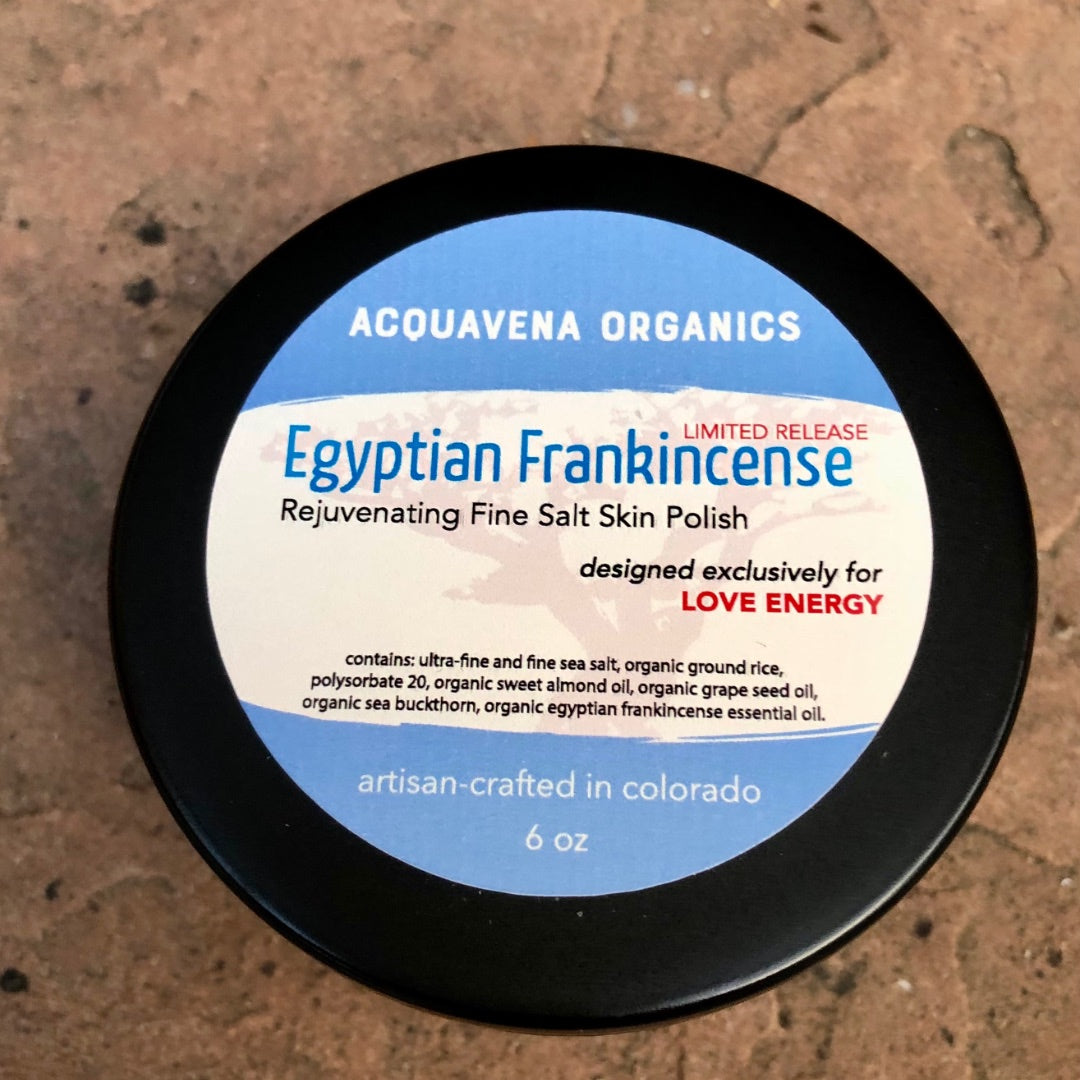 ACQUAVENA ORGANICS
LIMITED RELEASE
Egyptian Frankincense
Rejuvenating Fine Salt Skin Polish
designed exclusively for
LOVE ENERGY
contains: ultra-fine and fine sea salt, organic ground rice,
polysorbate 20, organic sweet almond oil, organic grape seed oil,
organic sea buckthorn, organic egyptian frankincense essential oil.
artisan-crafted in colorado
6 oz